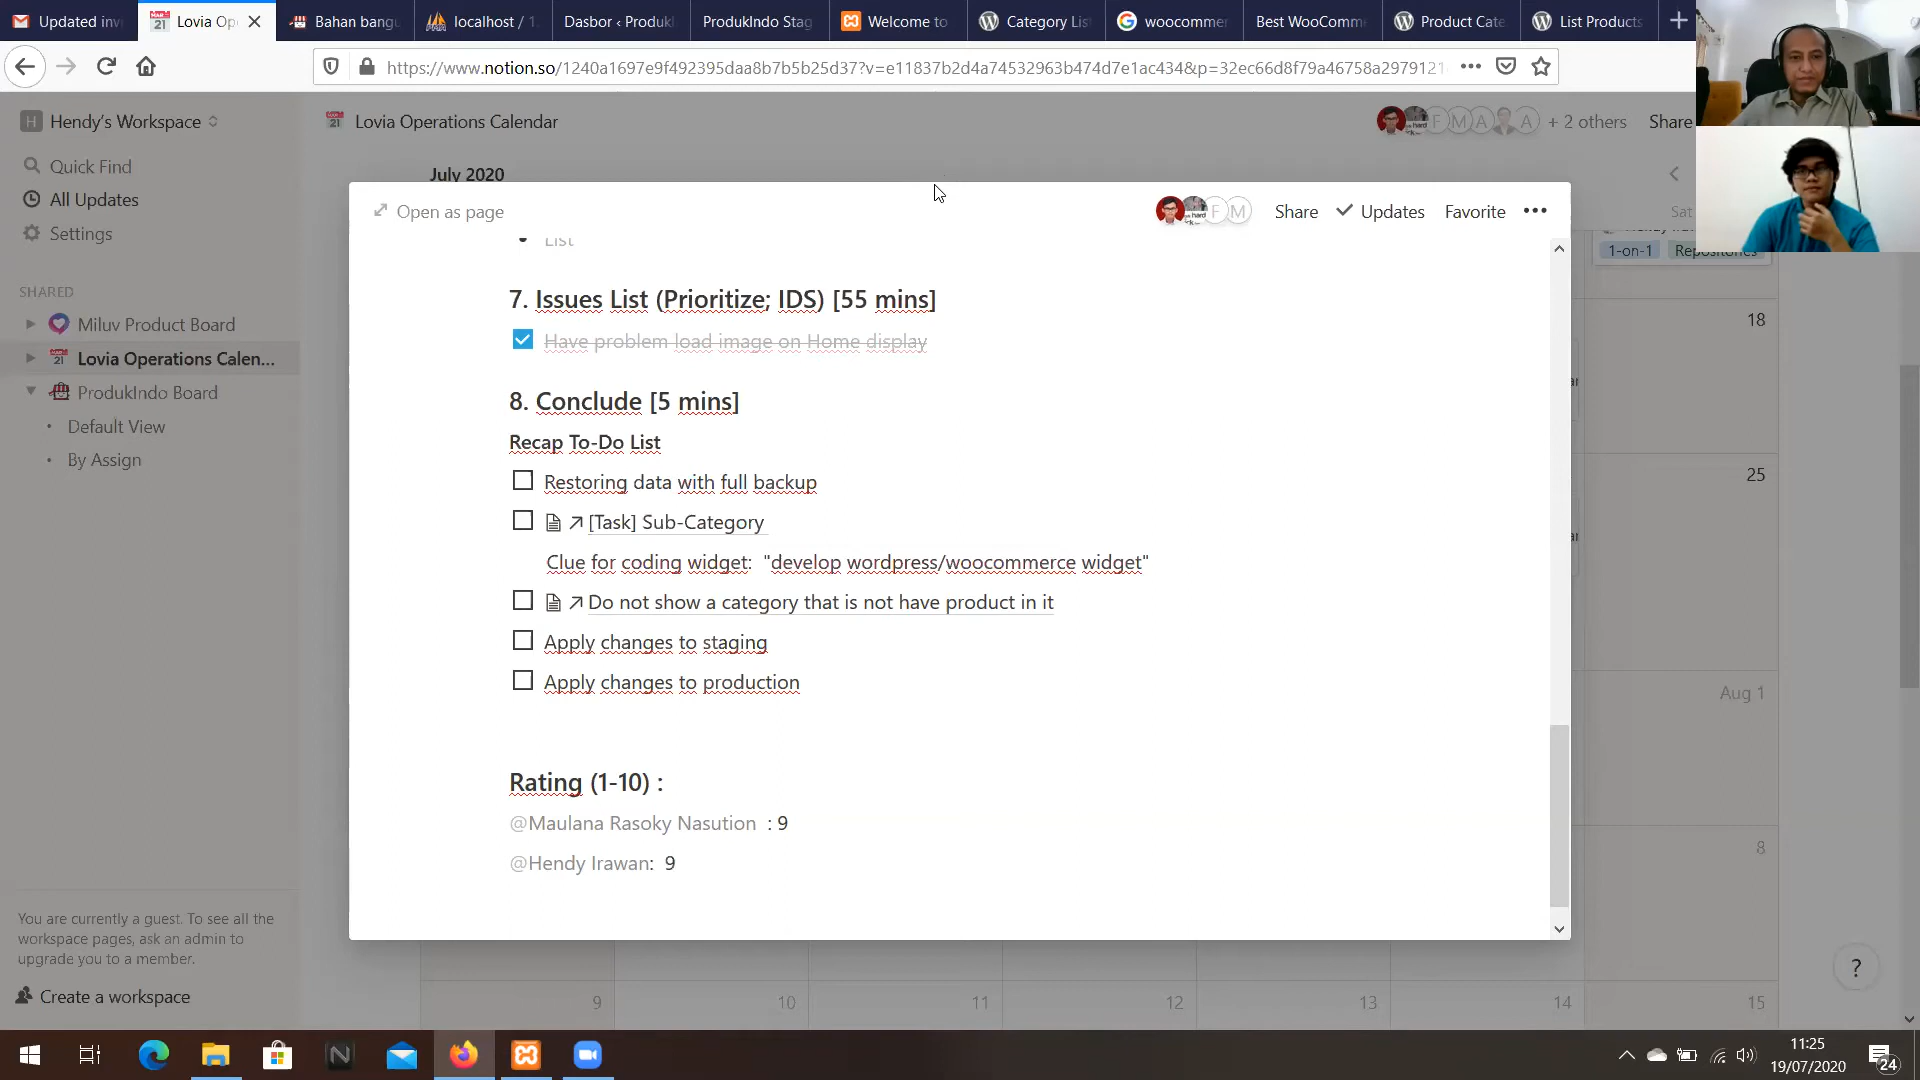 Updated inv
Lovia Op
Bahan bangu
localhost / 1
Dasbor ‹ Produkl
ProdukIndo Stag
Welcome to
Category Lis
woocommer
Best WooComm
Product Cate
List Products
https://www.notion.so/1240a1697e9f492395daa8b7b5b25d37?v=e11837b2d4a74532963b474d7e1ac434&p=32ec66d8f79a46758a2979121
H Hendy's Workspace
Quick Find
All Updates
Settings
SHARED
Miluv Product Board
Lovia Operations Calen...
ProdukIndo Board
Default View
By Assign
You are currently a guest. To see all the
workspace pages, ask an admin to
upgrade you to a member.
Create a workspace
Lovia Operations Calendar
F M A A + 2 others
Share
July 2020
Sat
1-on-1
Repositories
18
25
Aug 1
8
9
10
11
12
13
14
15
?
Open as page
F M
Share
Updates
Favorite
List
7. Issues List (Prioritize; IDS) [55 mins]
Have problem load image on Home display
8. Conclude [5 mins]
Recap To-Do List
Restoring data with full backup
[Task] Sub-Category
Clue for coding widget: "develop wordpress/woocommerce widget"
Do not show a category that is not have product in it
Apply changes to staging
Apply changes to production
Rating (1-10) :
@Maulana Rasoky Nasution : 9
@Hendy Irawan: 9
11:25
19/07/2020
24